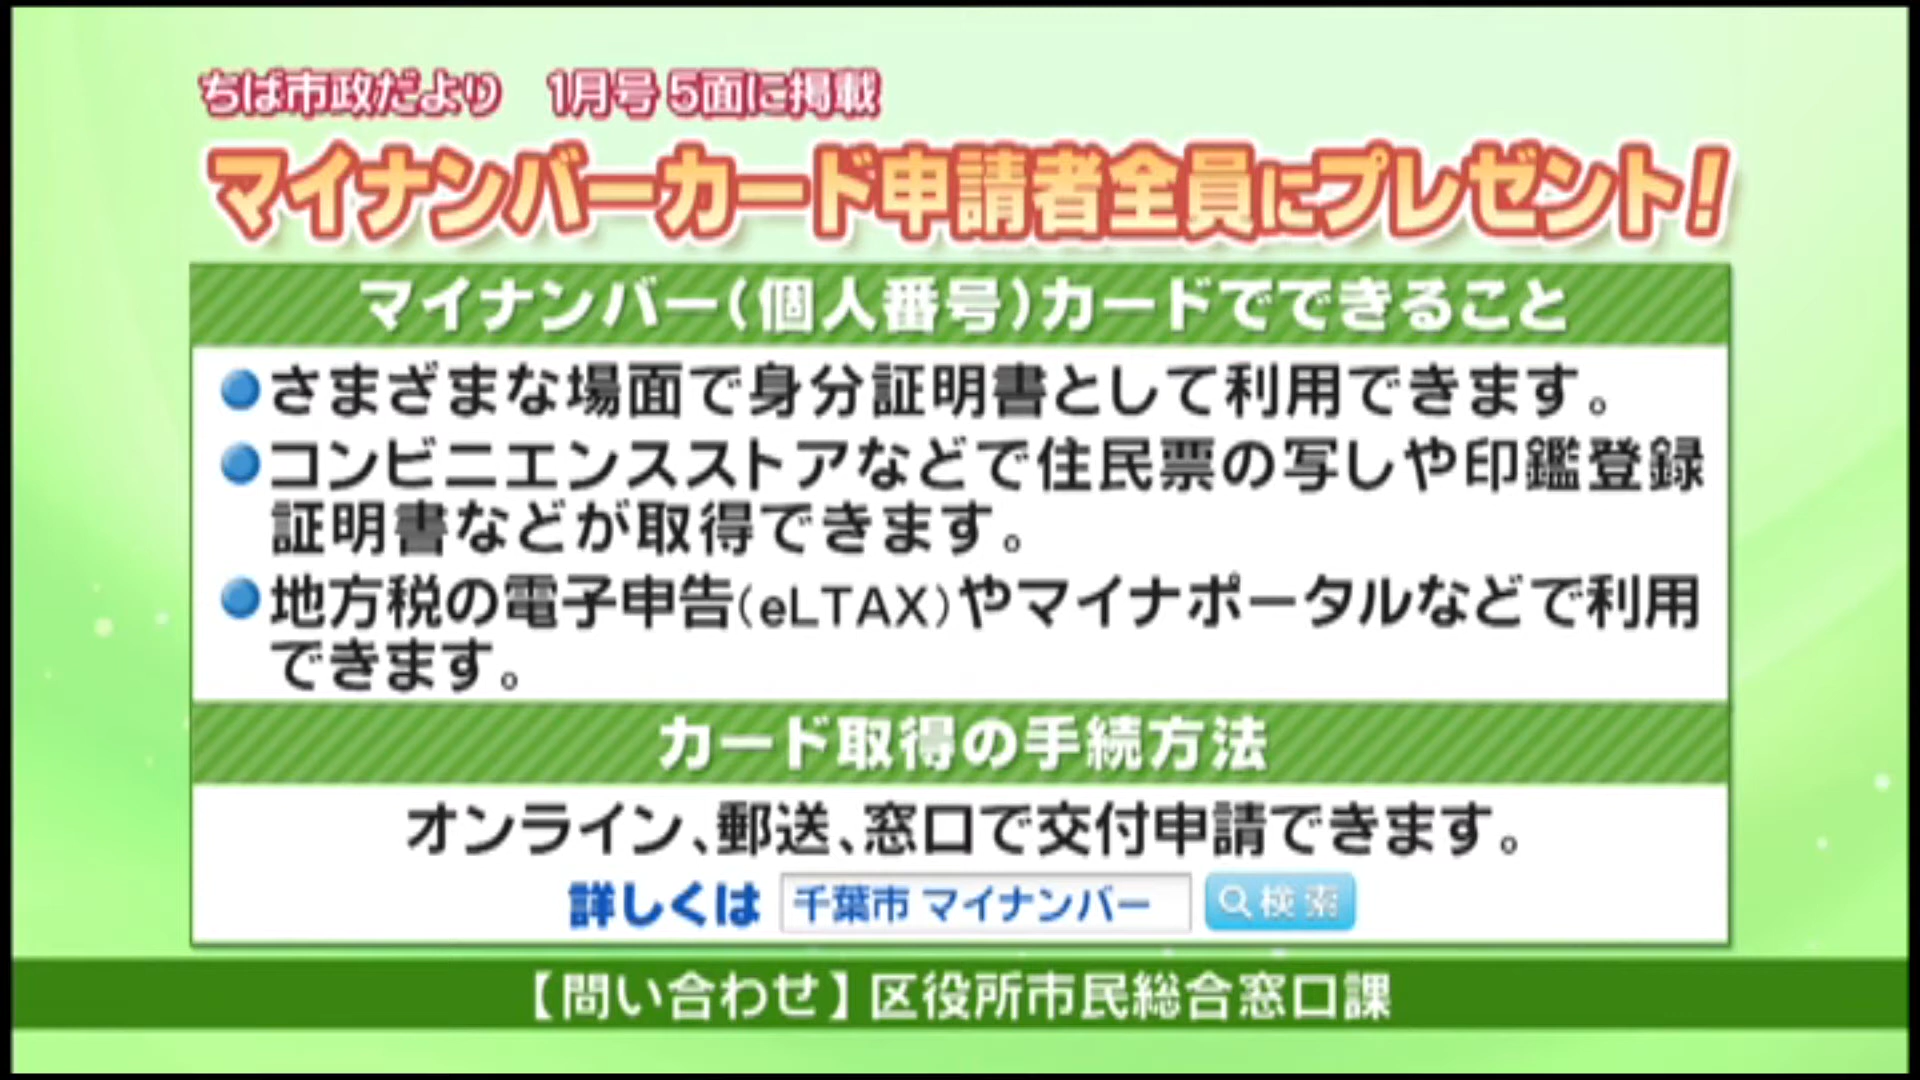 ちば市政だより　1月号 5面に掲載
マイナンバーカード申請者全員にプレゼント!
マイナンバー(個人番号)カードでできること
●さまざまな場面で身分証明書として利用できます。
●コンビニエンスストアなどで住民票の写しや印鑑登録
証明書などが取得できます。
●地方税の電子申告(eLTAX)やマイナポータルなどで利用
できます。
カード取得の手続方法
オンライン、郵送、窓口で交付申請できます。
詳しくは 千葉市 マイナンバー 検索
【問い合わせ】区役所市民総合窓口課